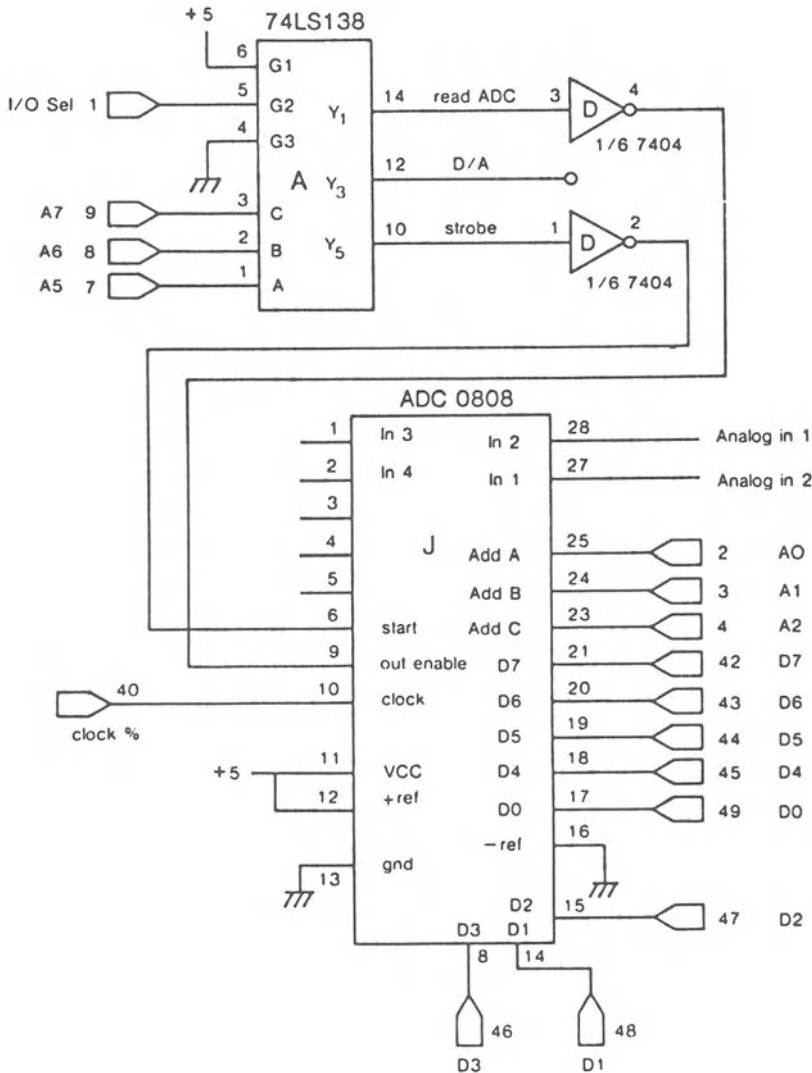 +5
74LS138
6
G1
I/O Sel 1
5
G2
Y1
14
read ADC
3
D
4
4
G3
1/6 7404
A
Y3
12
D/A
A7 9
3
C
A6 8
2
B
Y5
10
strobe
1
D
2
A5 7
1
A
1/6 7404
ADC 0808
1
In 3
In 2
28
Analog in 1
2
In 4
In 1
27
Analog in 2
3
4
J
Add A
25
2 A0
5
Add B
24
3 A1
6
start
Add C
23
4 A2
9
out enable
D7
21
42 D7
40
10
clock
D6
20
43 D6
clock %
D5
19
44 D5
+5
11
VCC
D4
18
45 D4
12
+ref
D0
17
49 D0
-ref
16
13
gnd
D2
15
47 D2
D3
D1
8
14
46
48
D3
D1